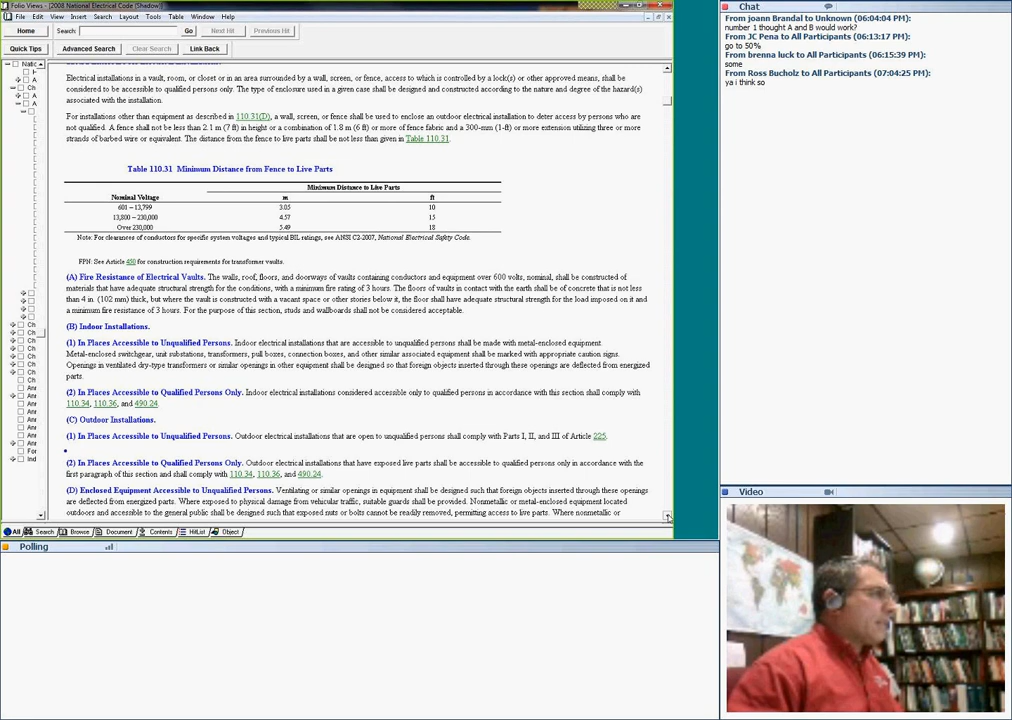 Folio Views - [2008 National Electrical Code (Shadow)]
File Edit View Insert Search Layout Tools Table Window Help
Home Search: Go Next Hit Previous Hit
Quick Tips Advanced Search Clear Search Link Back
Electrical installations in a vault, room, or closet or in an area surrounded by a wall, screen, or fence, access to which is controlled by a lock(s) or other approved means, shall be
considered to be accessible to qualified persons only. The type of enclosure used in a given case shall be designed and constructed according to the nature and degree of the hazard(s)
associated with the installation.
For installations other than equipment as described in 110.31(D), a wall, screen, or fence shall be used to enclose an outdoor electrical installation to deter access by persons who are
not qualified. A fence shall not be less than 2.1 m (7 ft) in height or a combination of 1.8 m (6 ft) or more of fence fabric and a 300-mm (1-ft) or more extension utilizing three or more
strands of barbed wire or equivalent. The distance from the fence to live parts shall be not less than given in Table 110.31.
Table 110.31 Minimum Distance from Fence to Live Parts
Minimum Distance to Live Parts
Nominal Voltage m ft
601 – 13,799 3.05 10
13,800 – 230,000 4.57 15
Over 230,000 5.49 18
Note: For clearances of conductors for specific system voltages and typical BIL ratings, see ANSI C2-2007, National Electrical Safety Code.
FPN: See Article 450 for construction requirements for transformer vaults.
(A) Fire Resistance of Electrical Vaults. The walls, roof, floors, and doorways of vaults containing conductors and equipment over 600 volts, nominal, shall be constructed of
materials that have adequate structural strength for the conditions, with a minimum fire rating of 3 hours. The floors of vaults in contact with the earth shall be of concrete that is not less
than 4 in. (102 mm) thick, but where the vault is constructed with a vacant space or other stories below it, the floor shall have adequate structural strength for the load imposed on it and
a minimum fire resistance of 3 hours. For the purpose of this section, studs and wallboards shall not be considered acceptable.
(B) Indoor Installations.
(1) In Places Accessible to Unqualified Persons. Indoor electrical installations that are accessible to unqualified persons shall be made with metal-enclosed equipment.
Metal-enclosed switchgear, unit substations, transformers, pull boxes, connection boxes, and other similar associated equipment shall be marked with appropriate caution signs.
Openings in ventilated dry-type transformers or similar openings in other equipment shall be designed so that foreign objects inserted through these openings are deflected from energized
parts.
(2) In Places Accessible to Qualified Persons Only. Indoor electrical installations considered accessible only to qualified persons in accordance with this section shall comply with
110.34, 110.36, and 490.24.
(C) Outdoor Installations.
(1) In Places Accessible to Unqualified Persons. Outdoor electrical installations that are open to unqualified persons shall comply with Parts I, II, and III of Article 225.
(2) In Places Accessible to Qualified Persons Only. Outdoor electrical installations that have exposed live parts shall be accessible to qualified persons only in accordance with the
first paragraph of this section and shall comply with 110.34, 110.36, and 490.24.
(D) Enclosed Equipment Accessible to Unqualified Persons. Ventilating or similar openings in equipment shall be designed such that foreign objects inserted through these openings
are deflected from energized parts. Where exposed to physical damage from vehicular traffic, suitable guards shall be provided. Nonmetallic or metal-enclosed equipment located
outdoors and accessible to the general public shall be designed such that exposed nuts or bolts cannot be readily removed, permitting access to live parts. Where nonmetallic or
All Search Browse Document Contents HitList Object
Polling
Chat
From joann Brandal to Unknown (06:04:04 PM):
number 1 thought A and B would work?
From JC Pena to All Participants (06:13:17 PM):
go to 50%
From brenna luck to All Participants (06:15:39 PM):
some
From Ross Bucholz to All Participants (07:04:25 PM):
ya i think so
Video